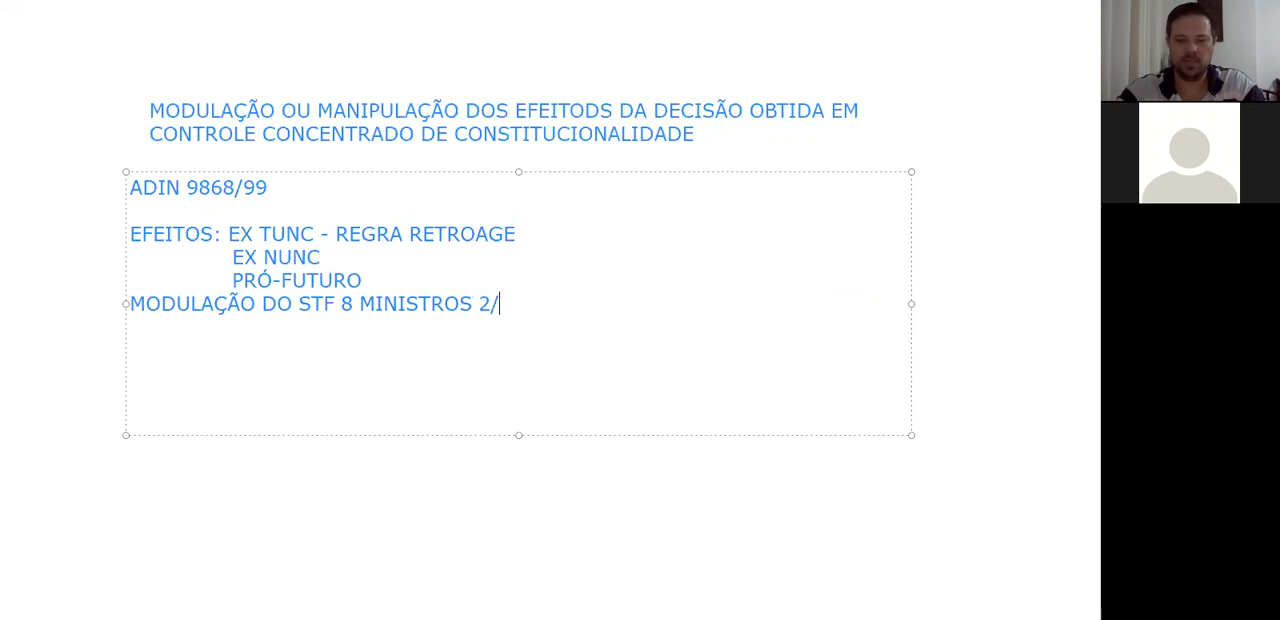 MODULAÇÃO OU MANIPULAÇÃO DOS EFEITODS DA DECISÃO OBTIDA EM
CONTROLE CONCENTRADO DE CONSTITUCIONALIDADE
ADIN 9868/99
EFEITOS: EX TUNC - REGRA RETROAGE
EX NUNC
PRÓ-FUTURO
MODULAÇÃO DO STF 8 MINISTROS 2/